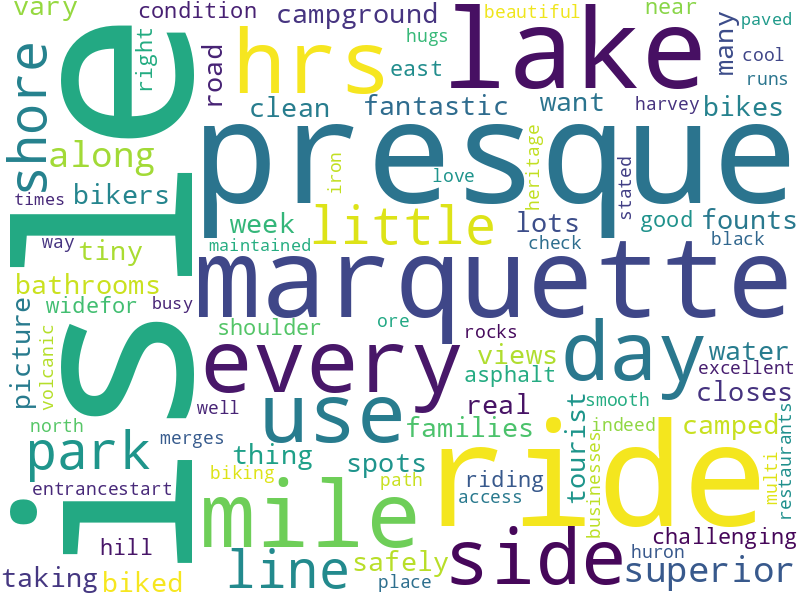 vary
condition
campground
beautiful
near
paved
isle
right
road
hrs
hugs
lake
many
cool
east
shore
clean
fantastic
want
harvey
bikes
runs
along
presque
iron
love
heritage
stated
times
bikers
week
little
lots
good
founts
way
tiny
maintained
check
black
bathrooms
marquette
widefor
busy
picture
volcanic
shoulder
ore
rocks
day
water
every
views
excellent
asphalt
closes
well
use
real
smooth
tourist
north
park
merges
families
indeed
camped
restaurants
thing
spots
ride
businesses
multi
biking
path
riding
entrancestart
mile
access
hill
line
safely
side
challenging
huron
taking
biked
place
superior